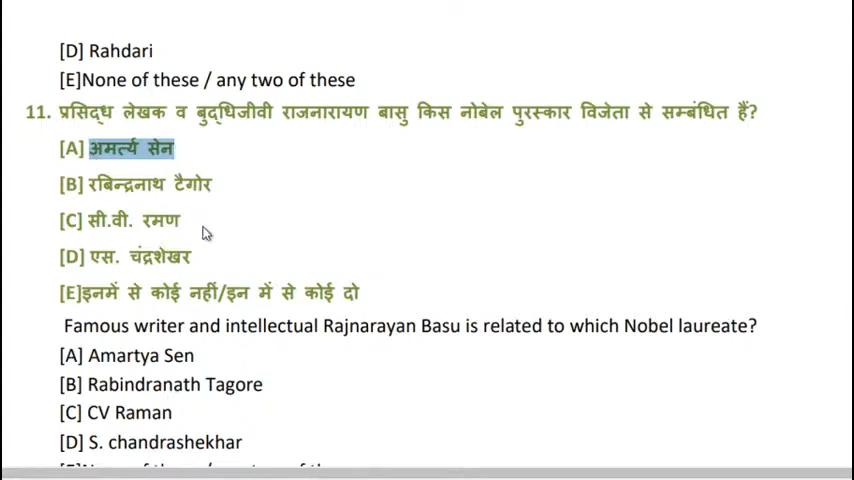 [D] Rahdari
[E]None of these / any two of these
11. प्रसिद्ध लेखक व बुद्धिजीवी राजनारायण बासु किस नोबेल पुरस्कार विजेता से सम्बंधित हैं?
[A] अमर्त्य सेन
[B] रबिन्द्रनाथ टैगोर
[C] सी.वी. रमण
[D] एस. चंद्रशेखर
[E]इनमें से कोई नहीं/इन में से कोई दो
Famous writer and intellectual Rajnarayan Basu is related to which Nobel laureate?
[A] Amartya Sen
[B] Rabindranath Tagore
[C] CV Raman
[D] S. chandrashekhar